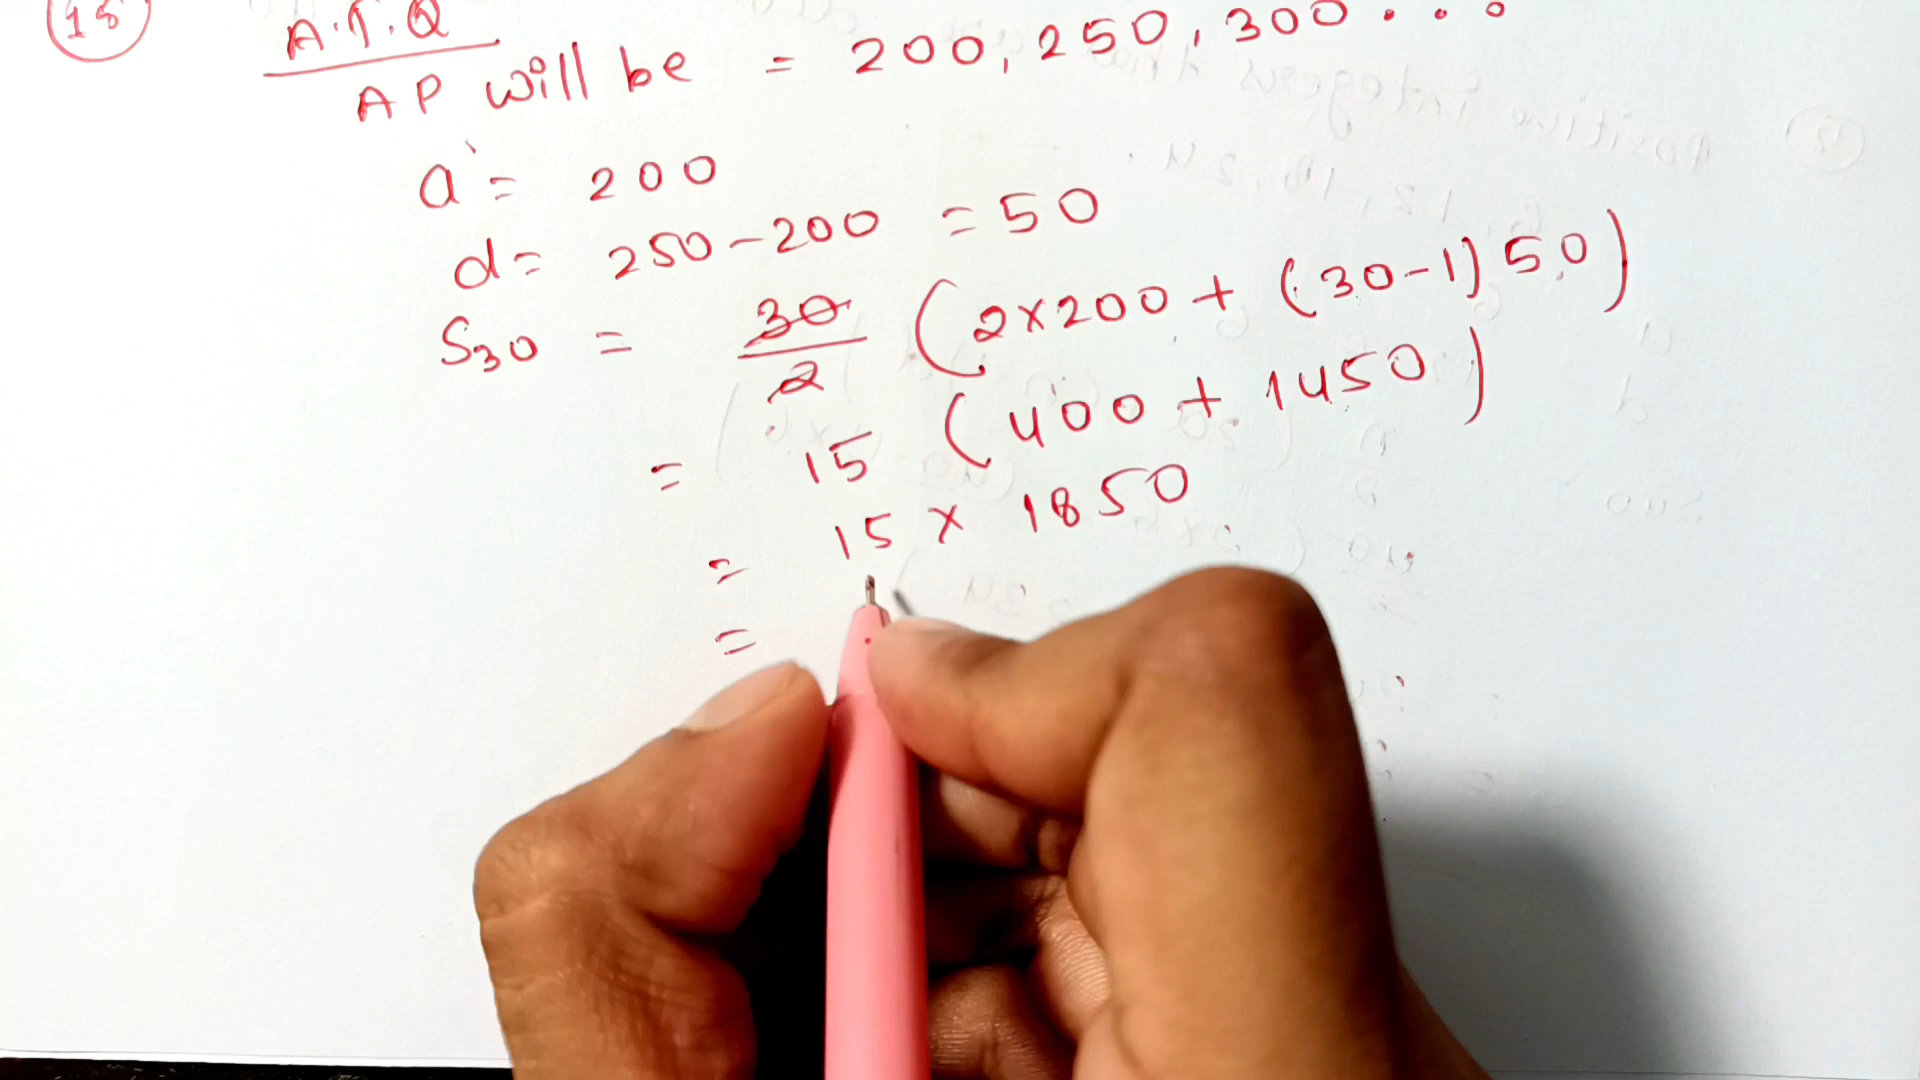 15 A.T.Q
AP will be = 200, 250, 300 . . .
a = 200
d = 250 - 200 = 50
S30 = 30/2 (2×200 + (30-1) 50)
= 15 (400 + 1450)
= 15 × 1850
=